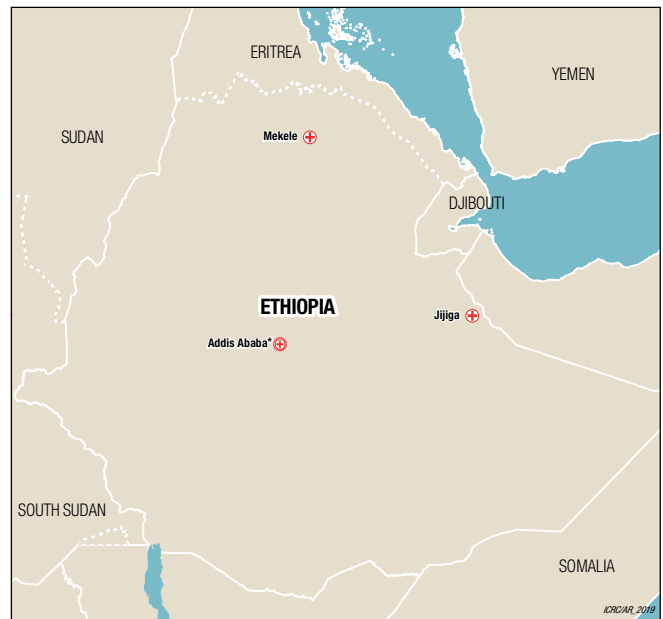 ERITREA
YEMEN
SUDAN
Mekele
DJIBOUTI
ETHIOPIA
Jijiga
Addis Ababa*
SOUTH SUDAN
SOMALIA
ICRC/AR_2019